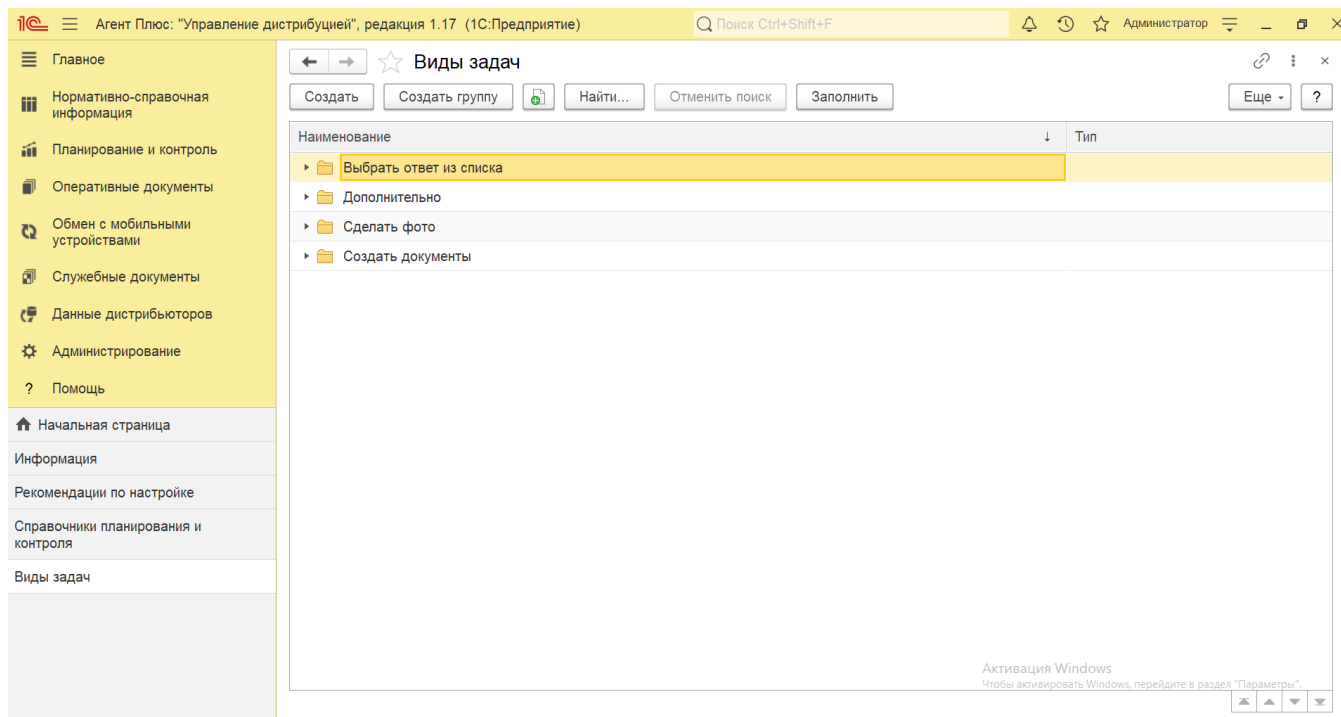 1С Агент Плюс: "Управление дистрибуцией", редакция 1.17 (1С:Предприятие) Поиск Ctrl+Shift+F Администратор
Главное
Нормативно-справочная
информация
Планирование и контроль
Оперативные документы
Обмен с мобильными
устройствами
Служебные документы
Данные дистрибьюторов
Администрирование
? Помощь
Начальная страница
Информация
Рекомендации по настройке
Справочники планирования и
контроля
Виды задач
Виды задач
Создать Создать группу Найти... Отменить поиск Заполнить Еще ?
Наименование ↓ Тип
Выбрать ответ из списка
Дополнительно
Сделать фото
Создать документы
Активация Windows
Чтобы активировать Windows, перейдите в раздел "Параметры".